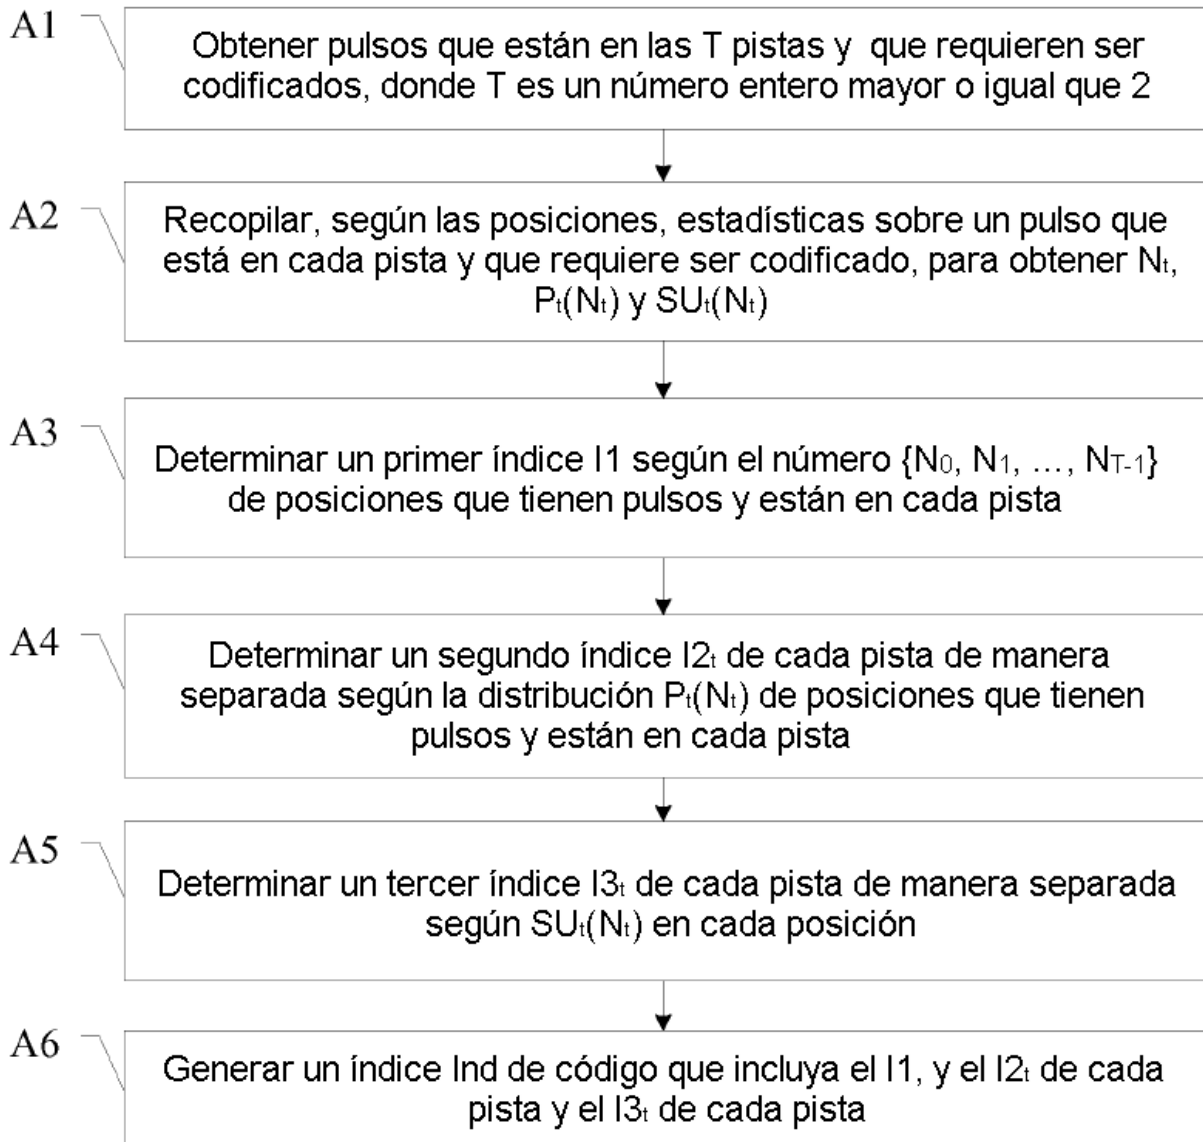 A1
Obtener pulsos que están en las T pistas y que requieren ser
codificados, donde T es un número entero mayor o igual que 2
A2
Recopilar, según las posiciones, estadísticas sobre un pulso que
está en cada pista y que requiere ser codificado, para obtener Nₜ,
Pₜ(Nₜ) y SUₜ(Nₜ)
A3
Determinar un primer índice I1 según el número {N₀, N₁, ..., N_T-1}
de posiciones que tienen pulsos y están en cada pista
A4
Determinar un segundo índice I2ₜ de cada pista de manera
separada según la distribución Pₜ(Nₜ) de posiciones que tienen
pulsos y están en cada pista
A5
Determinar un tercer índice I3ₜ de cada pista de manera separada
según SUₜ(Nₜ) en cada posición
A6
Generar un índice Ind de código que incluya el I1, y el I2ₜ de cada
pista y el I3ₜ de cada pista